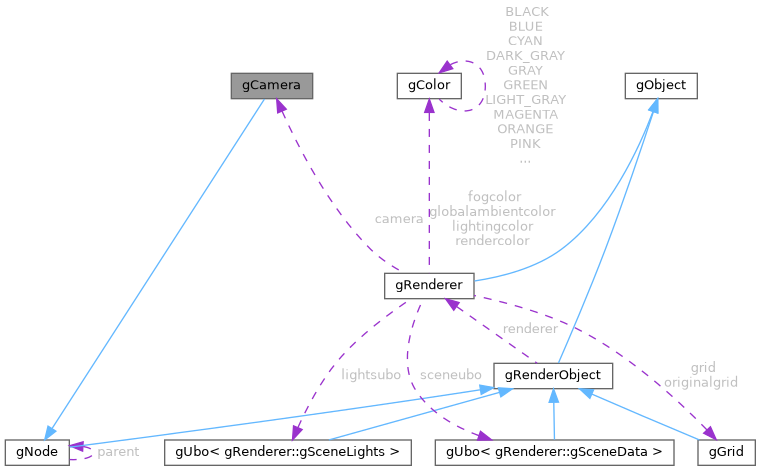 BLACK
BLUE
CYAN
DARK_GRAY
GRAY
GREEN
LIGHT_GRAY
MAGENTA
ORANGE
PINK
...
gCamera
gColor
gObject
fogcolor
globalambientcolor
lightingcolor
rendercolor
camera
gRenderer
renderer
grid
originalgrid
lightsubo
sceneubo
gRenderObject
gNode
parent
gUbo< gRenderer::gSceneLights >
gUbo< gRenderer::gSceneData >
gGrid